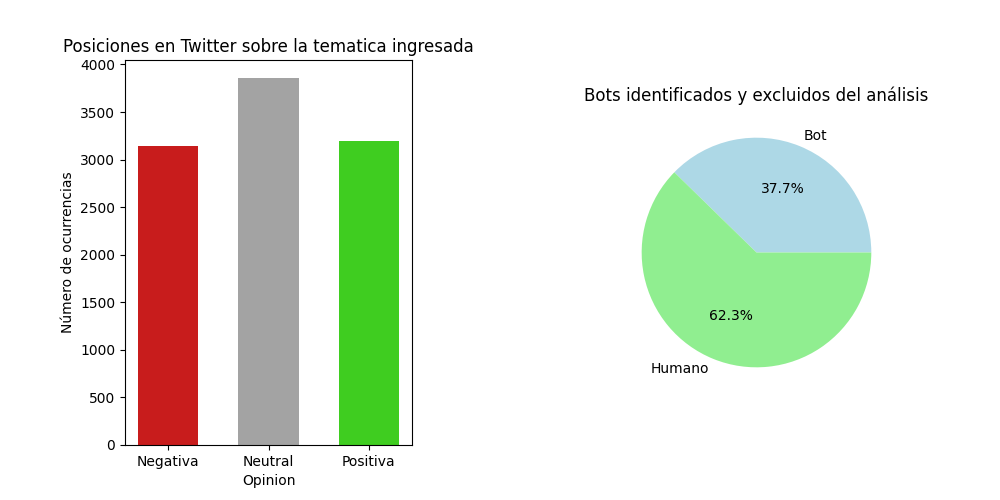 Posiciones en Twitter sobre la tematica ingresada
Número de ocurrencias
4000
3500
3000
2500
2000
1500
1000
500
0
Negativa
Neutral
Positiva
Opinion
Bots identificados y excluidos del análisis
Bot
37.7%
62.3%
Humano